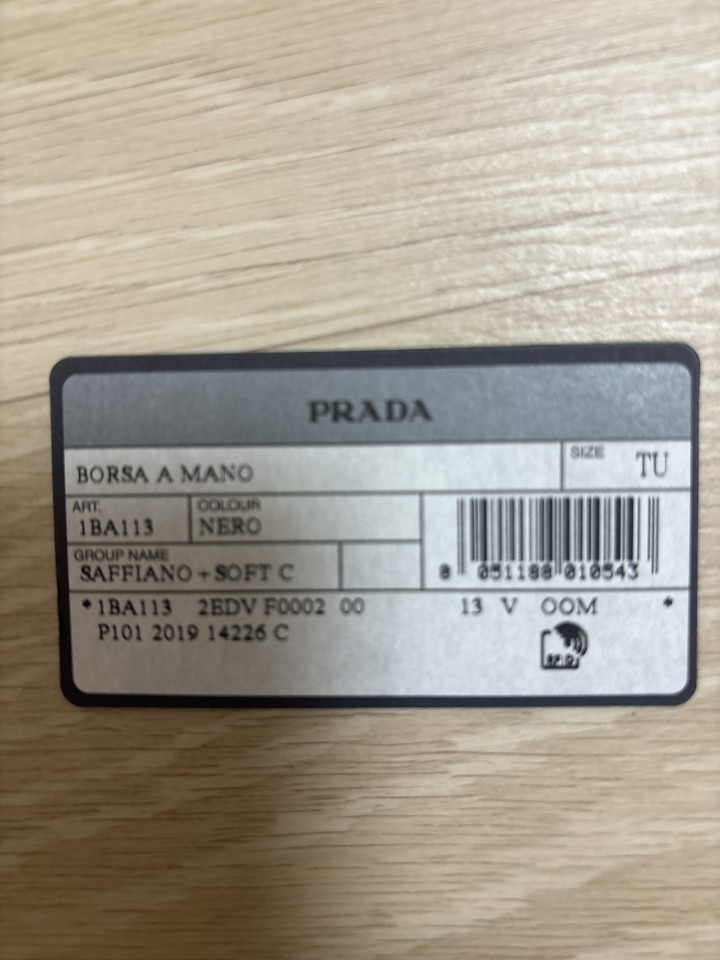 PRADA
BORSA A MANO
SIZE TU
ART. 1BA113
COLOUR NERO
GROUP NAME
SAFFIANO+SOFT C
8 051188 010543
*1BA113 2EDV F0002 00 13 V OOM *
P101 2019 14226 C
RFID